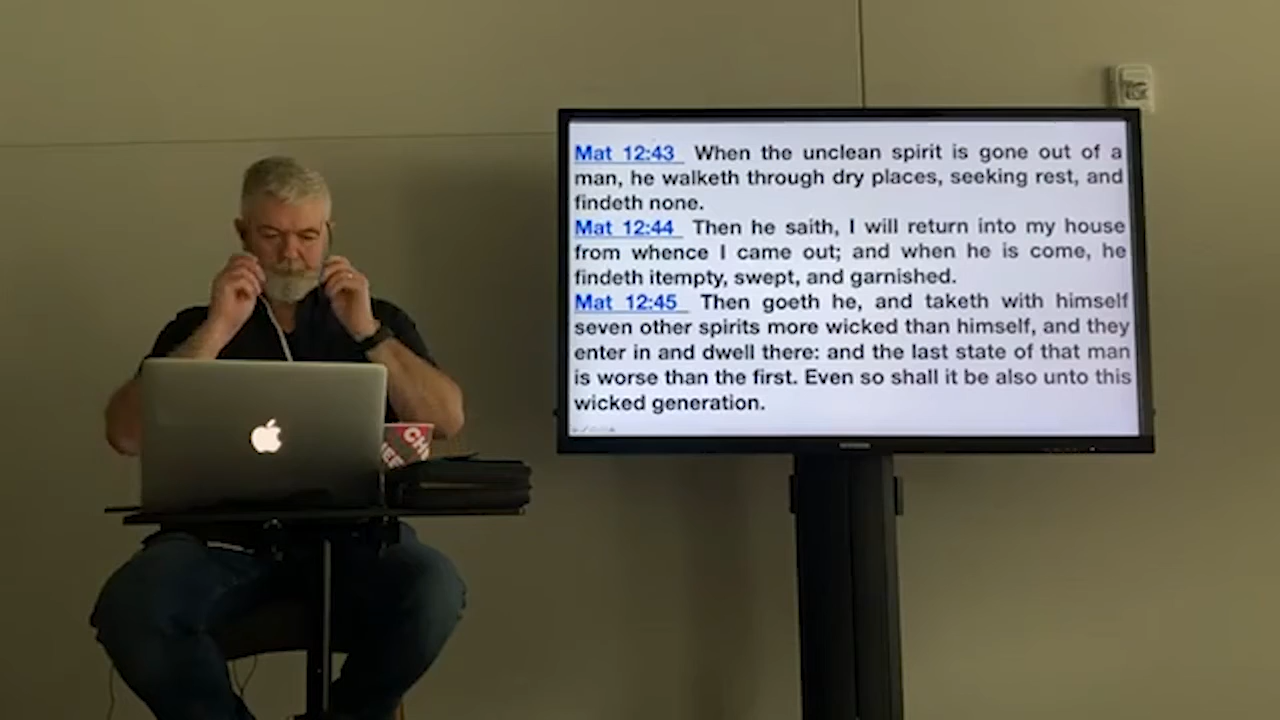 Mat 12:43 When the unclean spirit is gone out of a
man, he walketh through dry places, seeking rest, and
findeth none.
Mat 12:44 Then he saith, I will return into my house
from whence I came out; and when he is come, he
findeth itempty, swept, and garnished.
Mat 12:45 Then goeth he, and taketh with himself
seven other spirits more wicked than himself, and they
enter in and dwell there: and the last state of that man
is worse than the first. Even so shall it be also unto this
wicked generation.
CH